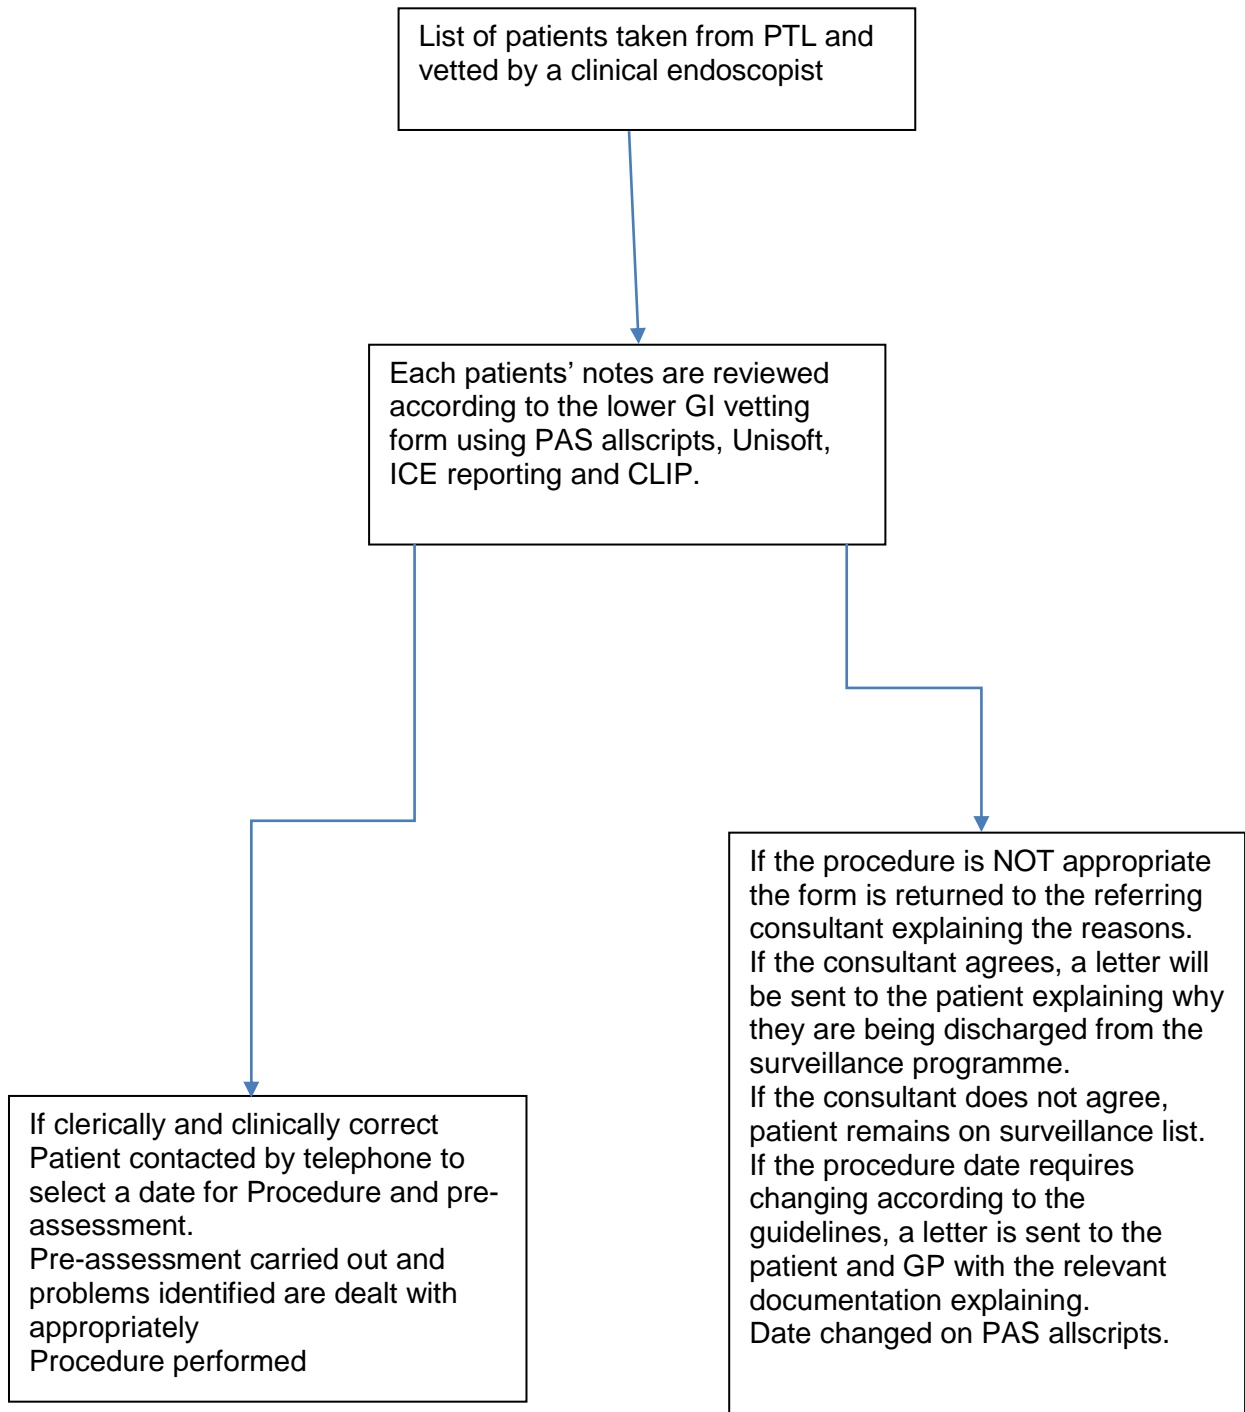 List of patients taken from PTL and
vetted by a clinical endoscopist
Each patients’ notes are reviewed
according to the lower GI vetting
form using PAS allscripts, Unisoft,
ICE reporting and CLIP.
If clerically and clinically correct
Patient contacted by telephone to
select a date for Procedure and pre-
assessment.
Pre-assessment carried out and
problems identified are dealt with
appropriately
Procedure performed
If the procedure is NOT appropriate
the form is returned to the referring
consultant explaining the reasons.
If the consultant agrees, a letter will
be sent to the patient explaining why
they are being discharged from the
surveillance programme.
If the consultant does not agree,
patient remains on surveillance list.
If the procedure date requires
changing according to the
guidelines, a letter is sent to the
patient and GP with the relevant
documentation explaining.
Date changed on PAS allscripts.